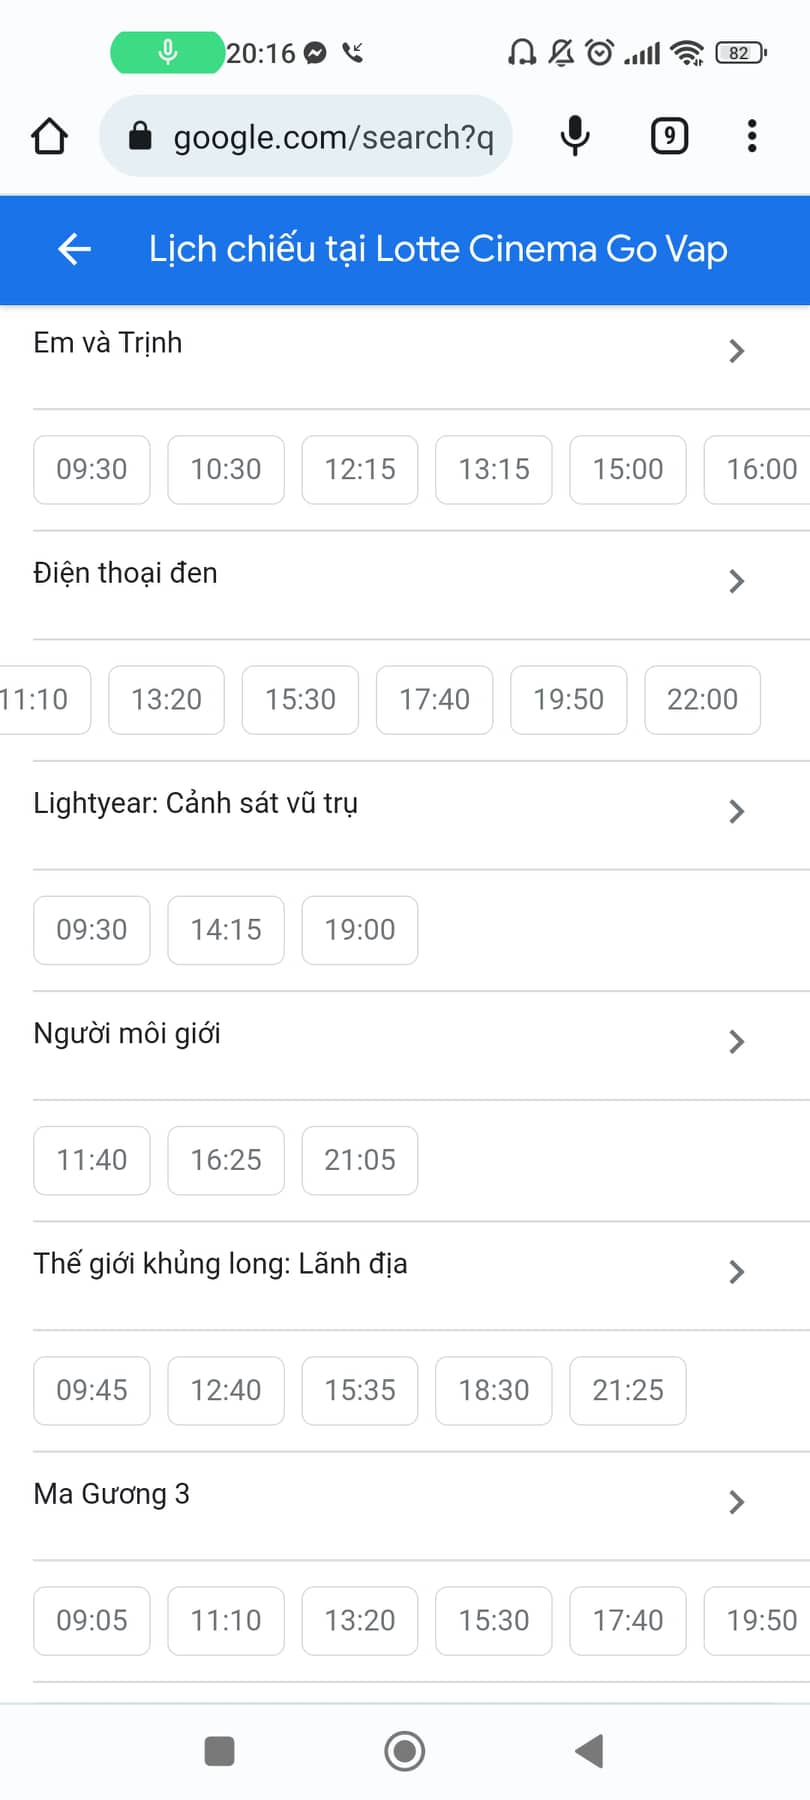 20:16
82
google.com/search?q
9
Lịch chiếu tại Lotte Cinema Go Vap
Em và Trịnh
09:30 10:30 12:15 13:15 15:00 16:00
Điện thoại đen
11:10 13:20 15:30 17:40 19:50 22:00
Lightyear: Cảnh sát vũ trụ
09:30 14:15 19:00
Người môi giới
11:40 16:25 21:05
Thế giới khủng long: Lãnh địa
09:45 12:40 15:35 18:30 21:25
Ma Gương 3
09:05 11:10 13:20 15:30 17:40 19:50